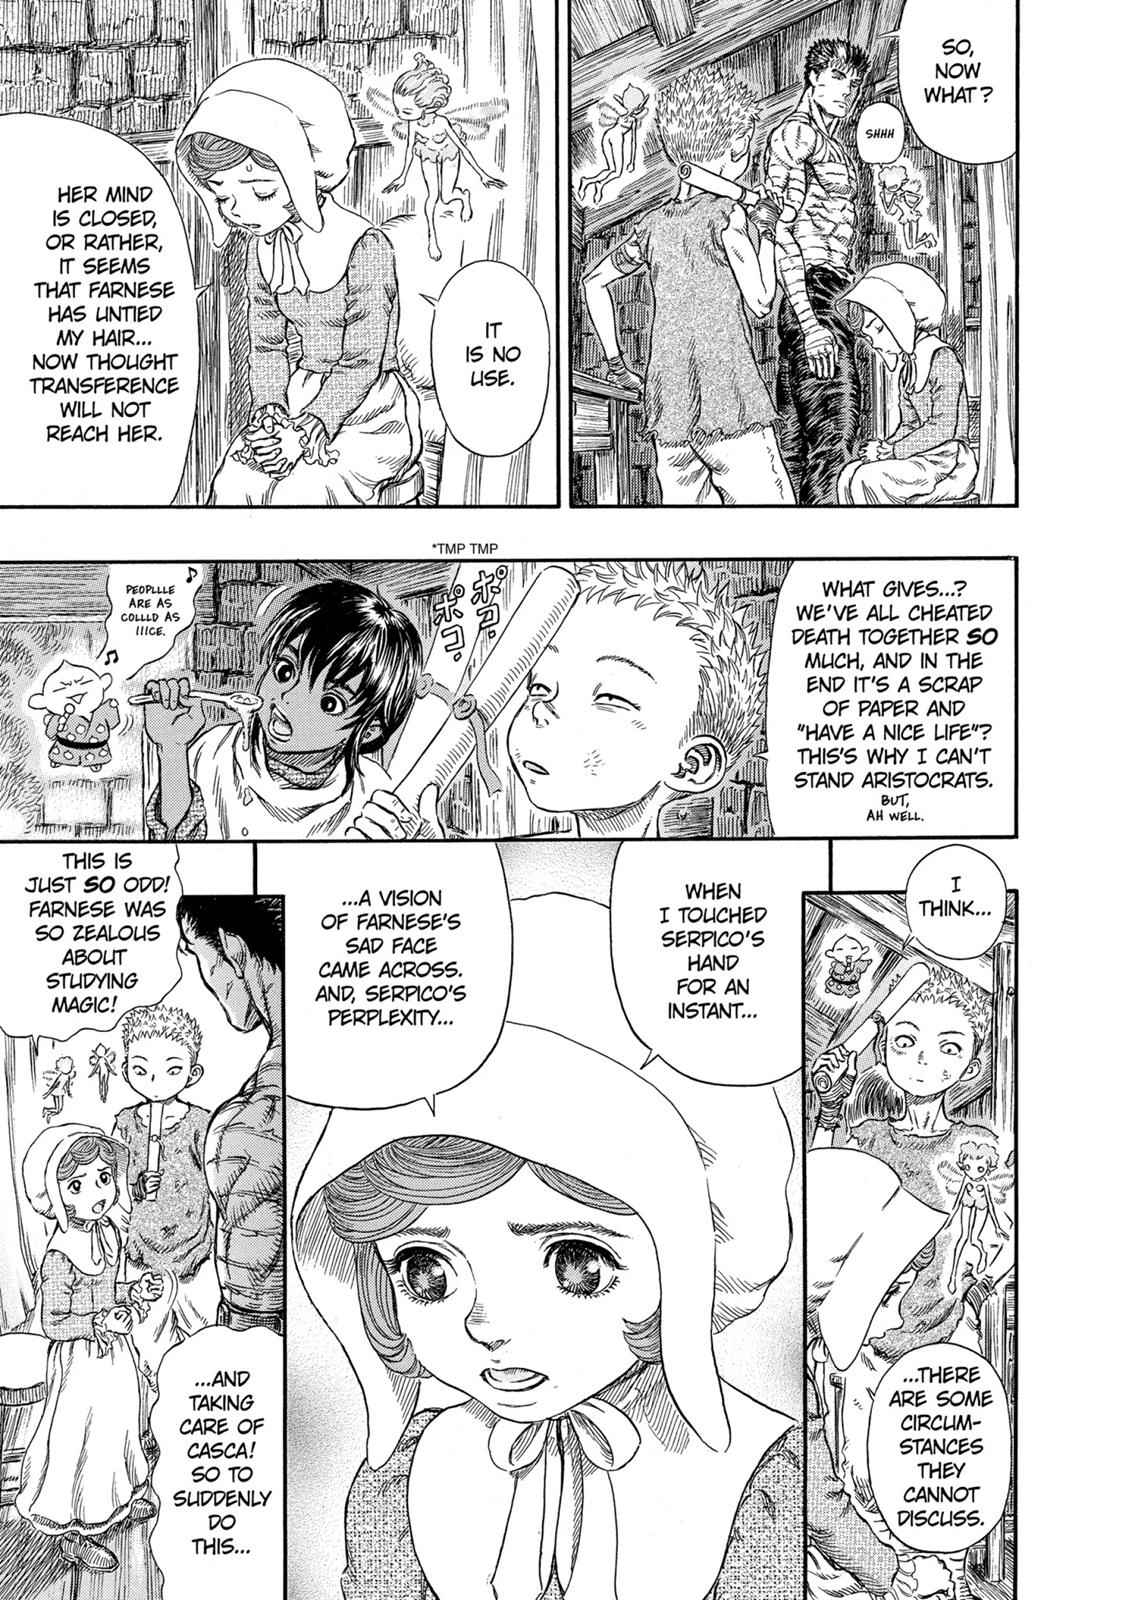 SO,
NOW
WHAT?
SHHH
IT
IS NO
USE.
HER MIND
IS CLOSED,
OR RATHER,
IT SEEMS
THAT FARNESE
HAS UNTIED
MY HAIR...
NOW THOUGHT
TRANSFERENCE
WILL NOT
REACH HER.
*TMP TMP
WHAT GIVES...?
WE'VE ALL CHEATED
DEATH TOGETHER SO
MUCH, AND IN THE
END IT'S A SCRAP
OF PAPER AND
"HAVE A NICE LIFE"?
THIS'S WHY I CAN'T
STAND ARISTOCRATS.
BUT,
AH WELL.
ポコ.
ポコ.
♪
PEOPLLLE
ARE AS
COLLLD AS
IIICE.
♪
I
THINK...
...THERE
ARE SOME
CIRCUM-
STANCES
THEY
CANNOT
DISCUSS.
WHEN
I TOUCHED
SERPICO'S
HAND
FOR AN
INSTANT...
...A VISION
OF FARNESE'S
SAD FACE
CAME ACROSS.
AND, SERPICO'S
PERPLEXITY...
THIS IS
JUST SO ODD!
FARNESE WAS
SO ZEALOUS
ABOUT
STUDYING
MAGIC!
...AND
TAKING
CARE OF
CASCA!
SO TO
SUDDENLY
DO
THIS...